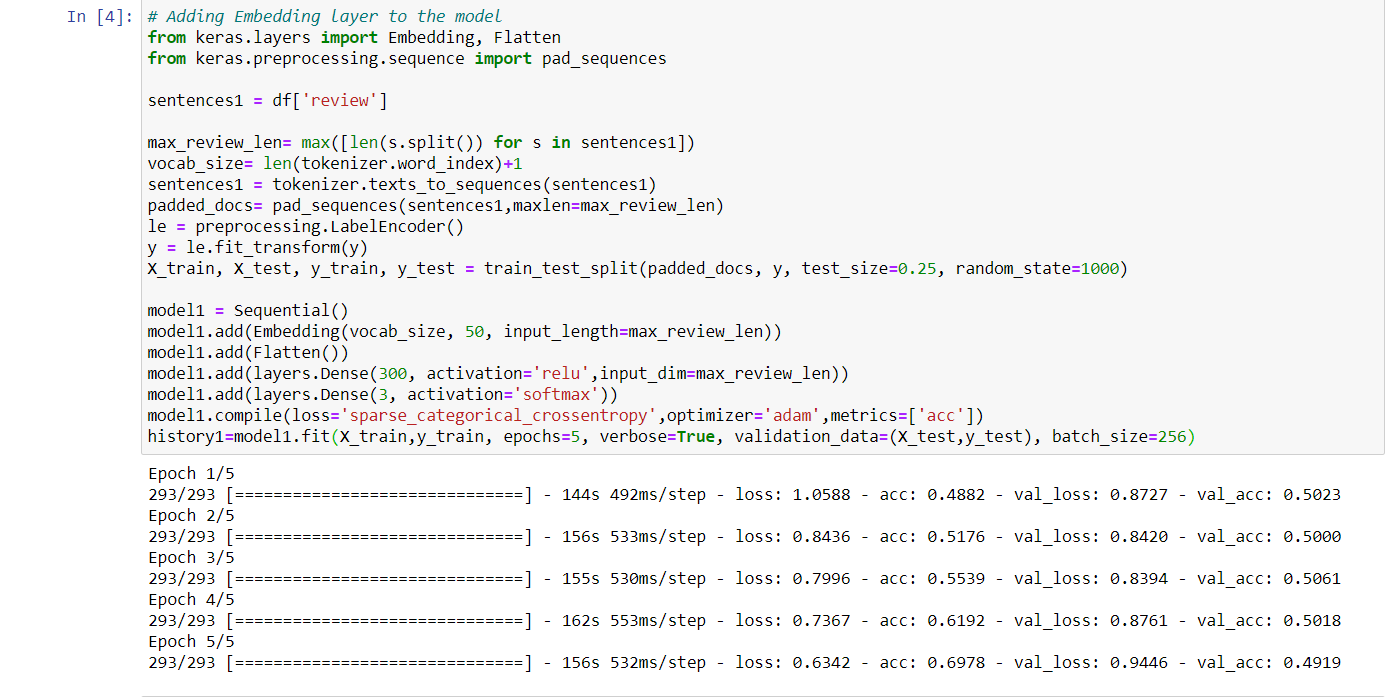 In [4]: # Adding Embedding layer to the model
from keras.layers import Embedding, Flatten
from keras.preprocessing.sequence import pad_sequences
sentences1 = df['review']
max_review_len= max([len(s.split()) for s in sentences1])
vocab_size= len(tokenizer.word_index)+1
sentences1 = tokenizer.texts_to_sequences(sentences1)
padded_docs= pad_sequences(sentences1,maxlen=max_review_len)
le = preprocessing.LabelEncoder()
y = le.fit_transform(y)
X_train, X_test, y_train, y_test = train_test_split(padded_docs, y, test_size=0.25, random_state=1000)
model1 = Sequential()
model1.add(Embedding(vocab_size, 50, input_length=max_review_len))
model1.add(Flatten())
model1.add(layers.Dense(300, activation='relu',input_dim=max_review_len))
model1.add(layers.Dense(3, activation='softmax'))
model1.compile(loss='sparse_categorical_crossentropy',optimizer='adam',metrics=['acc'])
history1=model1.fit(X_train,y_train, epochs=5, verbose=True, validation_data=(X_test,y_test), batch_size=256)
Epoch 1/5
293/293 [==============================] - 144s 492ms/step - loss: 1.0588 - acc: 0.4882 - val_loss: 0.8727 - val_acc: 0.5023
Epoch 2/5
293/293 [==============================] - 156s 533ms/step - loss: 0.8436 - acc: 0.5176 - val_loss: 0.8420 - val_acc: 0.5000
Epoch 3/5
293/293 [==============================] - 155s 530ms/step - loss: 0.7996 - acc: 0.5539 - val_loss: 0.8394 - val_acc: 0.5061
Epoch 4/5
293/293 [==============================] - 162s 553ms/step - loss: 0.7367 - acc: 0.6192 - val_loss: 0.8761 - val_acc: 0.5018
Epoch 5/5
293/293 [==============================] - 156s 532ms/step - loss: 0.6342 - acc: 0.6978 - val_loss: 0.9446 - val_acc: 0.4919